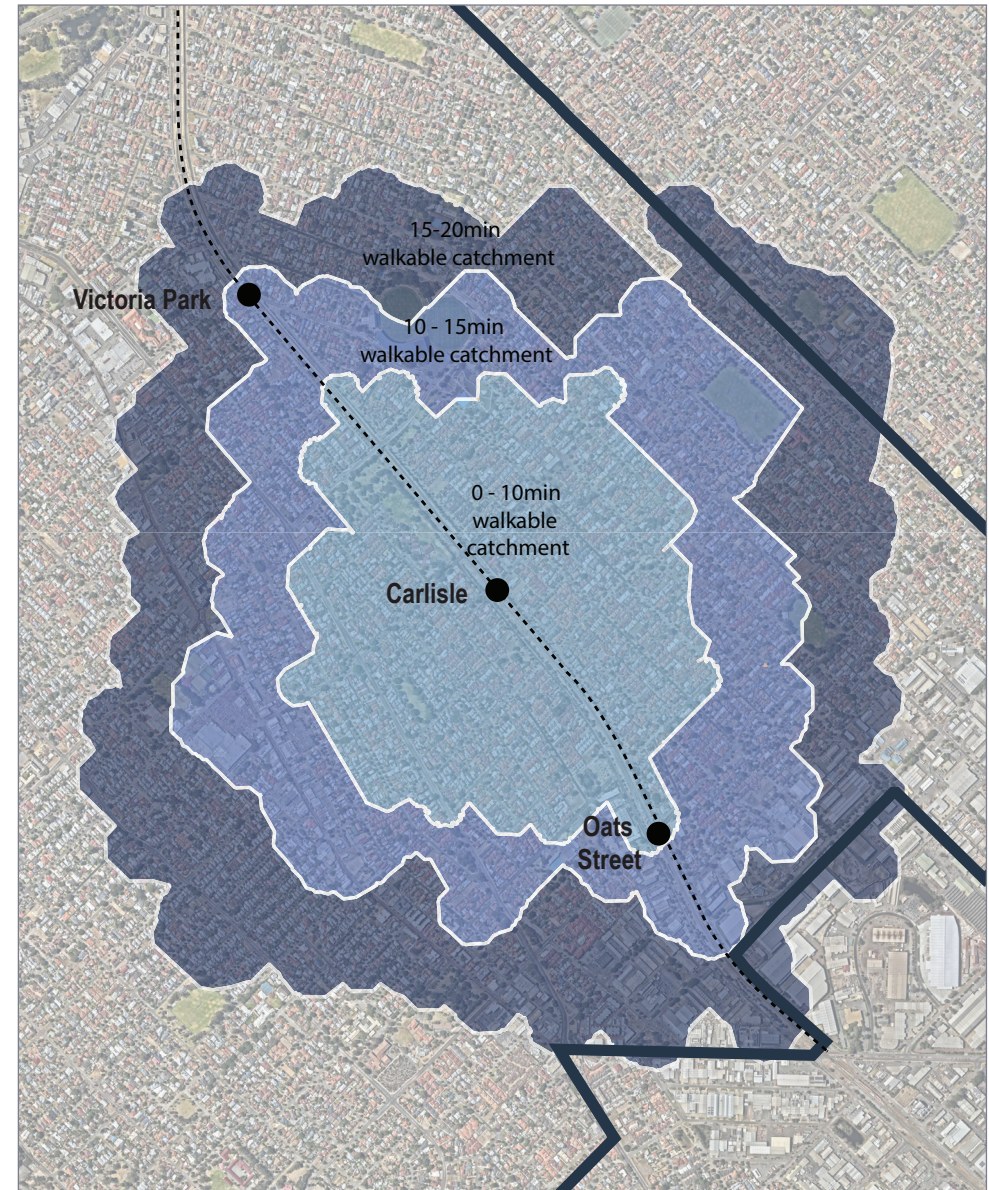 15-20min
walkable catchment
Victoria Park
10 - 15min
walkable catchment
0 - 10min
walkable
catchment
Carlisle
Oats
Street